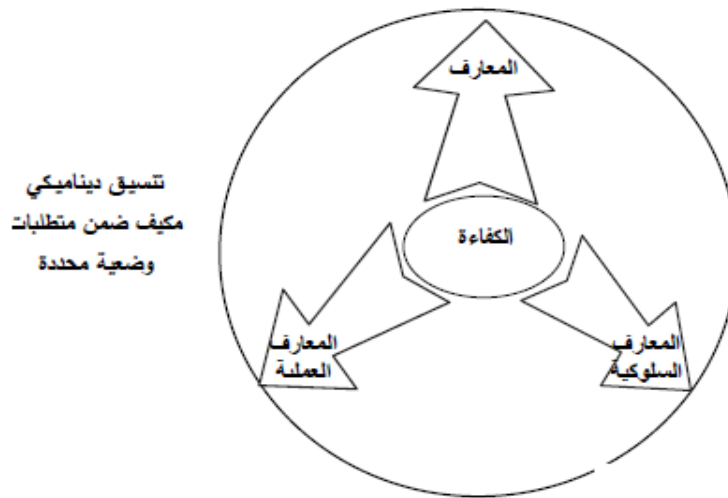 المعارف
الكفاءة
تنسيق ديناميكي
مكيف ضمن متطلبات
وضعية محددة
المعارف
السلوكية
المعارف
العملية